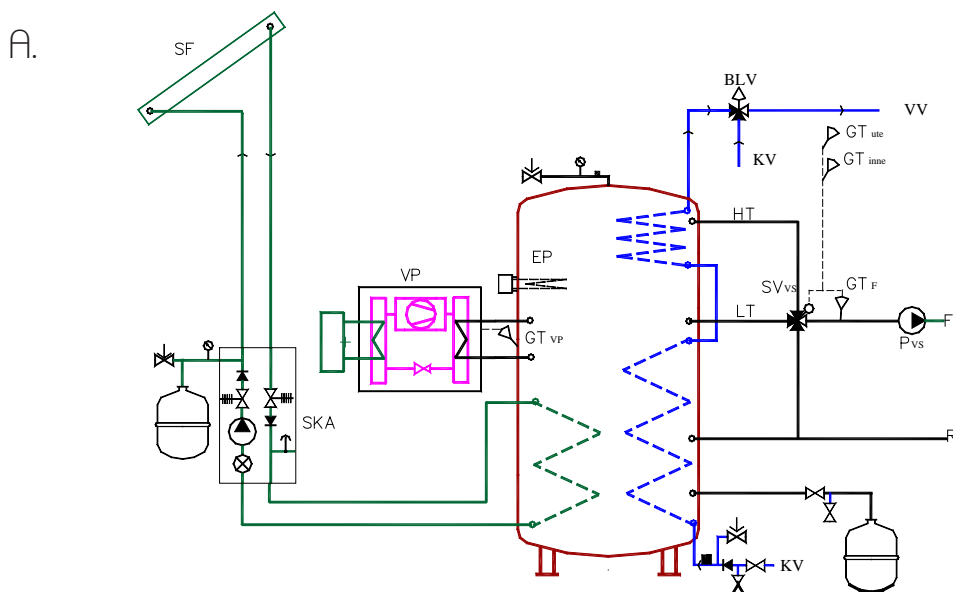 A.
SF
BLV
VV
GT ute
KV
GT inne
HT
EP
VP
SVVS
GT F
LT
GT VP
PVS
F
SKA
R
KV